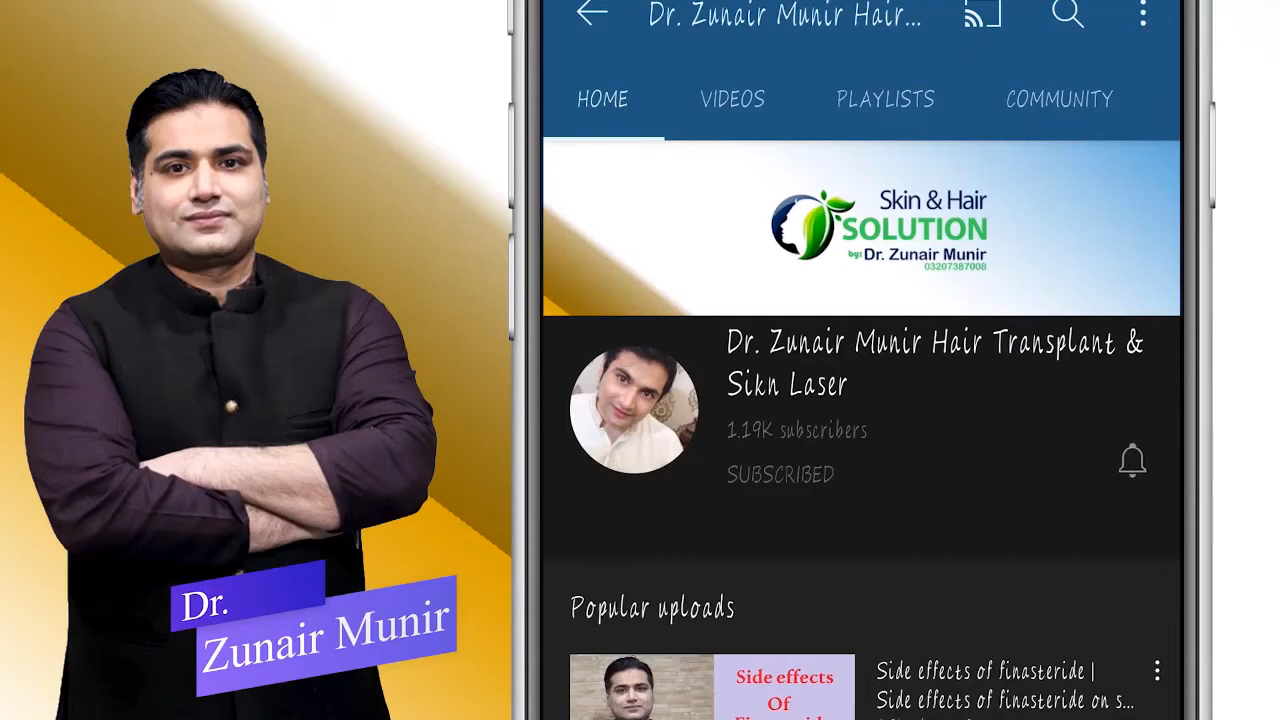 Dr. Zunair Munir Hair...
HOME VIDEOS PLAYLISTS COMMUNITY
Skin & Hair
SOLUTION
by: Dr. Zunair Munir
03207387008
Dr. Zunair Munir Hair Transplant &
Sikn Laser
1.19K subscribers
SUBSCRIBED
Dr.
Zunair Munir
Popular uploads
Side effects
Of
Side effects of finasteride |
Side effects of finasteride on s...